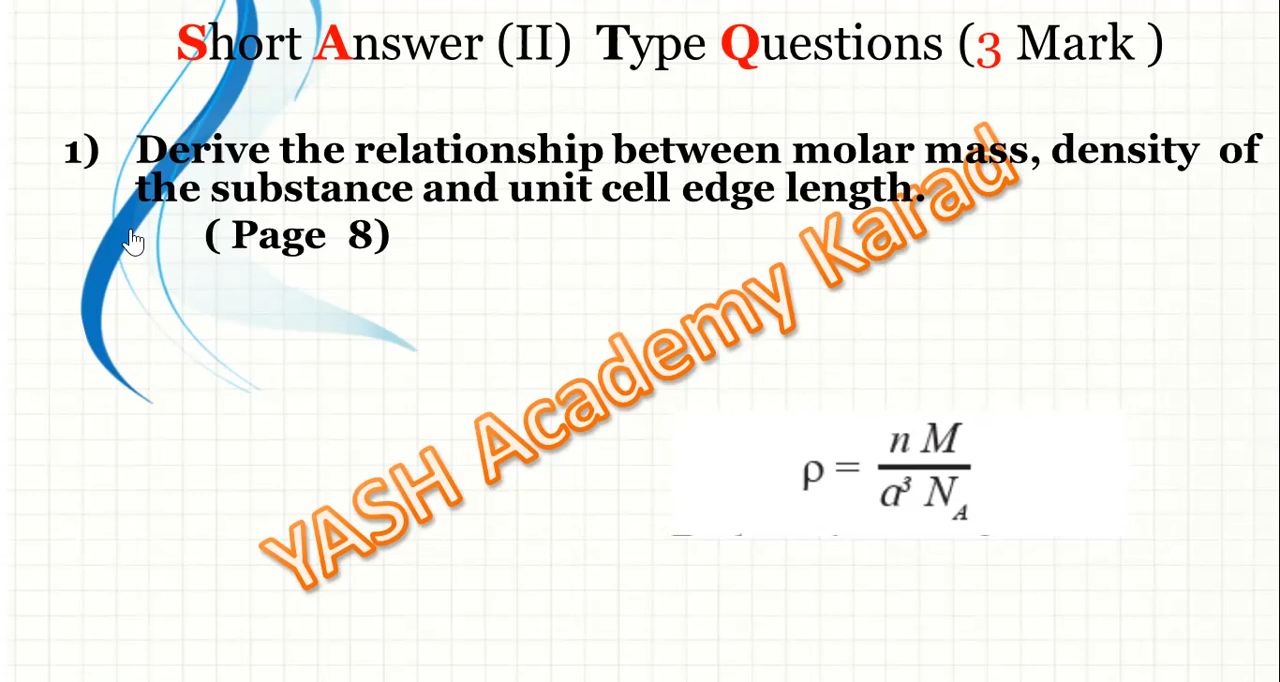 Short Answer (II) Type Questions (3 Mark )
1) Derive the relationship between molar mass, density of
the substance and unit cell edge length.
( Page 8)
YASH Academy Karad
ρ = n M
a³ N_A